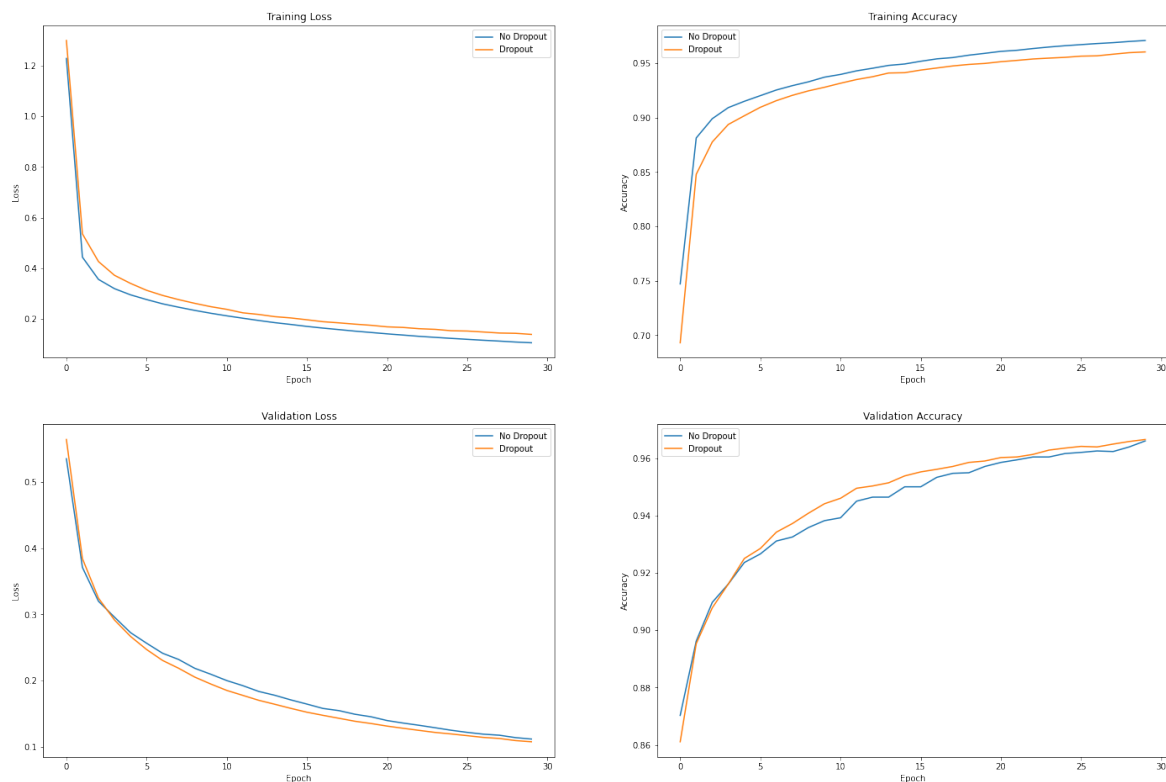 Training Loss
No Dropout
Dropout
1.2
1.0
0.8
0.6
0.4
0.2
Loss
0 5 10 15 20 25 30
Epoch
Training Accuracy
No Dropout
Dropout
0.95
0.90
0.85
0.80
0.75
0.70
Accuracy
0 5 10 15 20 25 30
Epoch
Validation Loss
No Dropout
Dropout
0.5
0.4
0.3
0.2
0.1
Loss
0 5 10 15 20 25 30
Epoch
Validation Accuracy
No Dropout
Dropout
0.96
0.94
0.92
0.90
0.88
0.86
Accuracy
0 5 10 15 20 25 30
Epoch